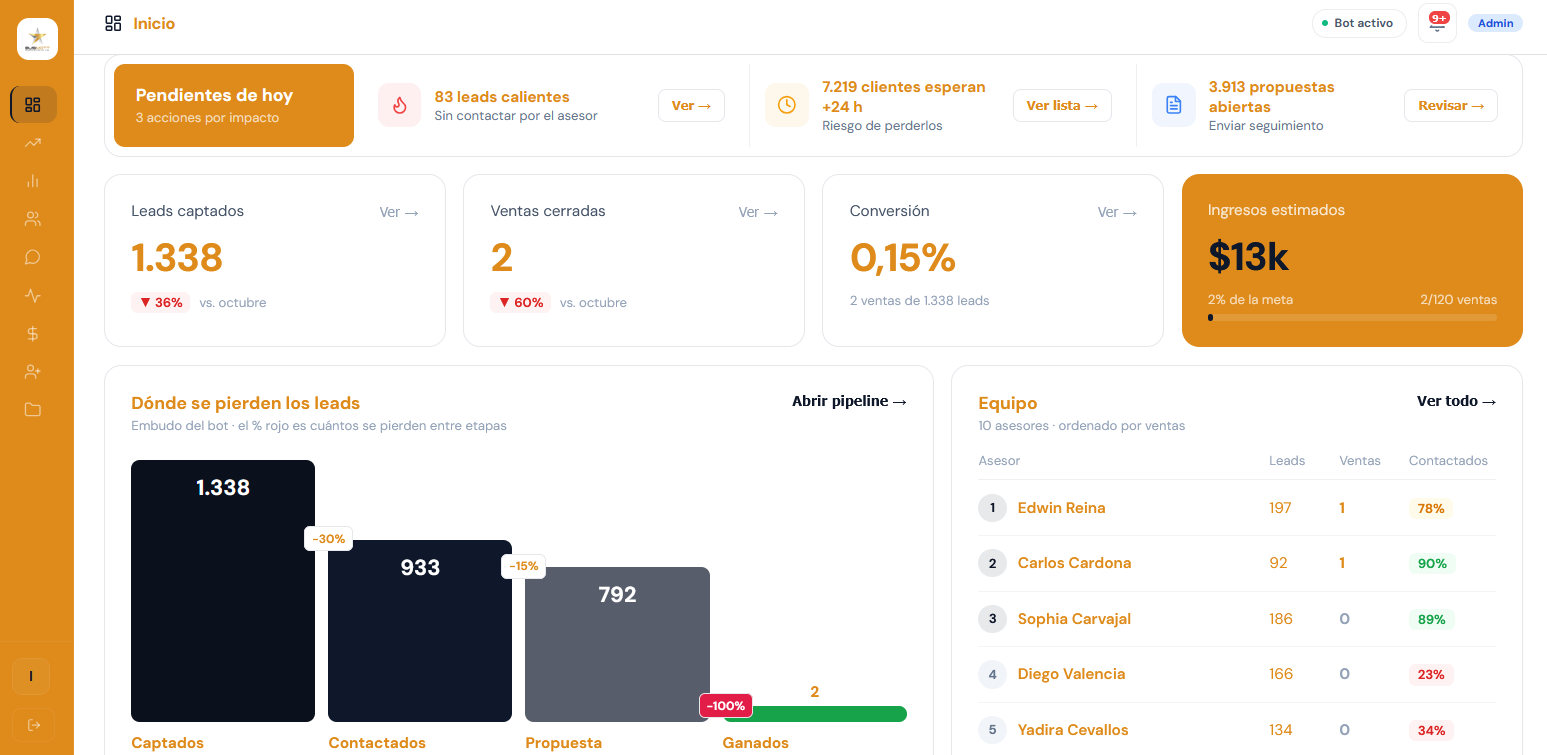 Inicio
Bot activo
9+
Admin
Pendientes de hoy
3 acciones por impacto
83 leads calientes
Sin contactar por el asesor
Ver →
7.219 clientes esperan
+24 h
Riesgo de perderlos
Ver lista →
3.913 propuestas
abiertas
Enviar seguimiento
Revisar →
Leads captados
Ver →
1.338
▼ 36% vs. octubre
Ventas cerradas
Ver →
2
▼ 60% vs. octubre
Conversión
Ver →
0,15%
2 ventas de 1.338 leads
Ingresos estimados
$13k
2% de la meta
2/120 ventas
Dónde se pierden los leads
Abrir pipeline →
Embudo del bot · el % rojo es cuántos se pierden entre etapas
1.338
-30%
933
-15%
792
-100%
2
Captados
Contactados
Propuesta
Ganados
Equipo
Ver todo →
10 asesores · ordenado por ventas
Asesor Leads Ventas Contactados
1 Edwin Reina 197 1 78%
2 Carlos Cardona 92 1 90%
3 Sophia Carvajal 186 0 89%
4 Diego Valencia 166 0 23%
5 Yadira Cevallos 134 0 34%
I